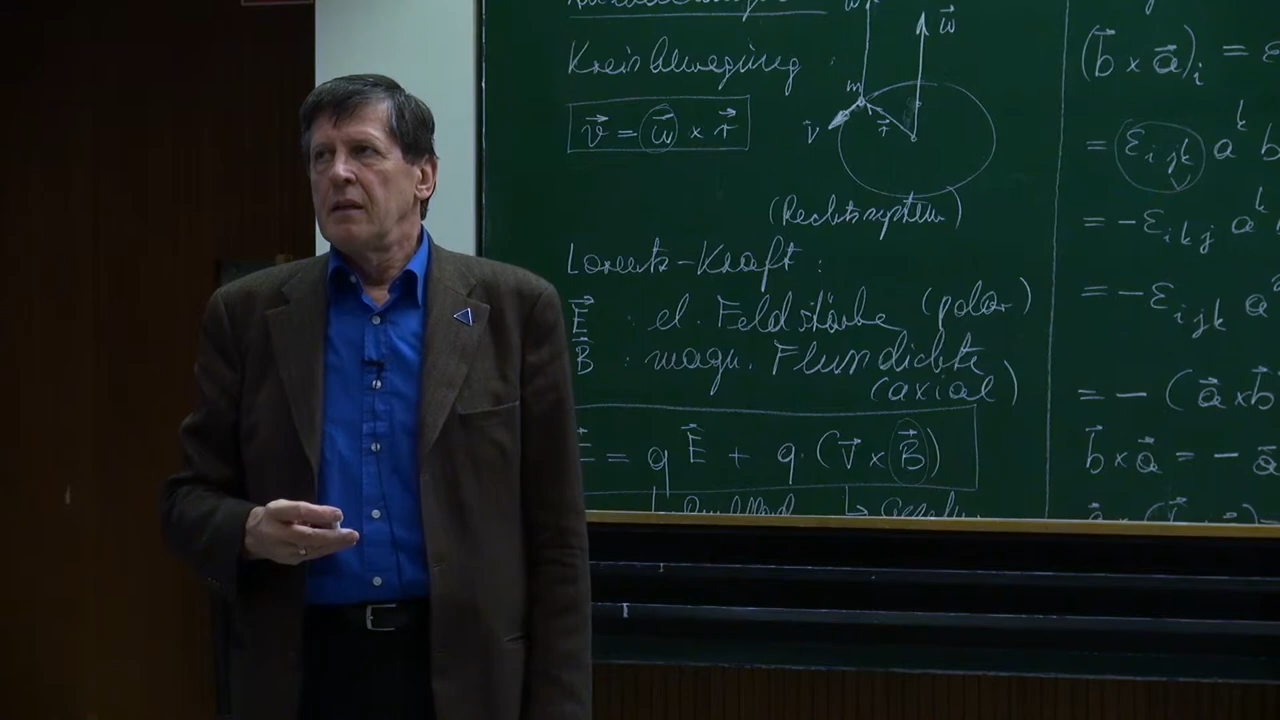 Kreisbewegung :
v⃗ = ω⃗ × r⃗
ω⃗
m
v⃗
r⃗
(Rechtssystem)
Lorentz-Kraft :
E⃗ : el. Feldstärke (polar)
B⃗ : magn. Flussdichte
(axial)
= q E⃗ + q. (v⃗ × B⃗)
(b⃗ × a⃗)ᵢ = ε
= εᵢⱼₖ aᵏ b
= -εᵢₖⱼ aᵏ
= -εᵢⱼₖ a
= - (a⃗ × b⃗
b⃗ × a⃗ = - a⃗